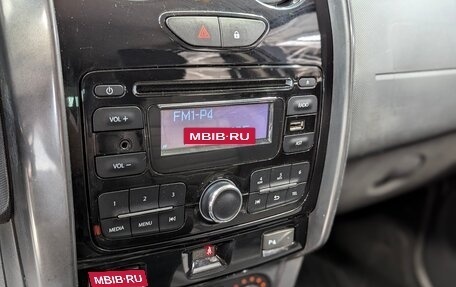 FM1-P4
MBIB·RU
RADIO
VOL +
VOL −
1 2 3
4 5 6
MEDIA
MENU
MBIB·RU